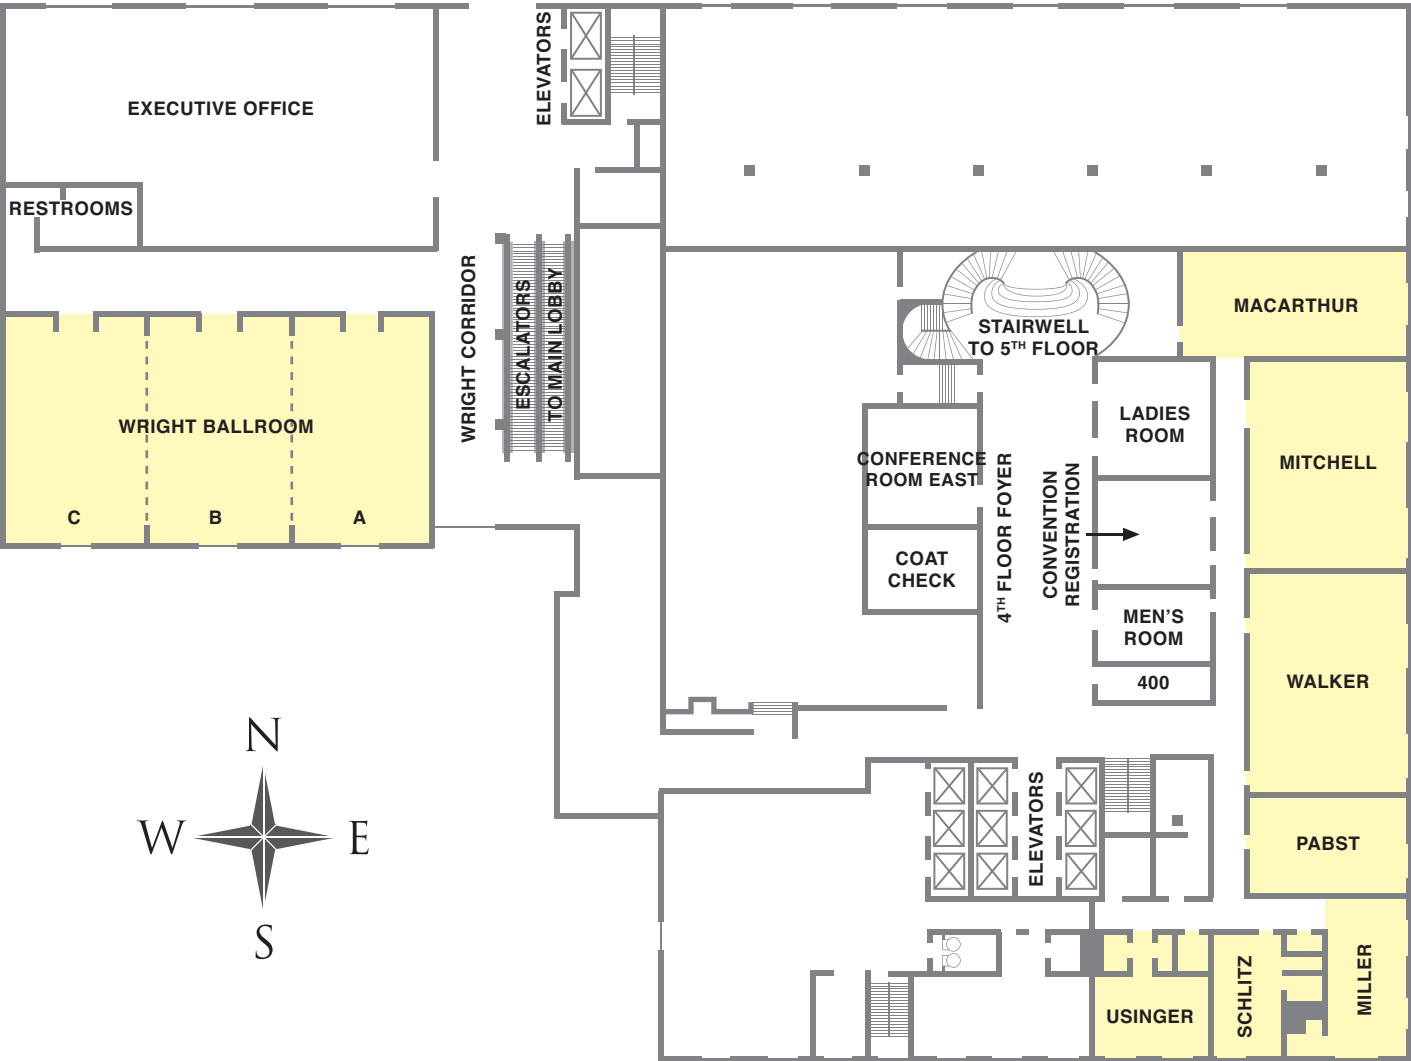 ELEVATORS
EXECUTIVE OFFICE
RESTROOMS
WRIGHT CORRIDOR
ESCALATORS
TO MAIN LOBBY
STAIRWELL
TO 5TH FLOOR
MACARTHUR
WRIGHT BALLROOM
C
B
A
LADIES
ROOM
CONFERENCE
ROOM EAST
MITCHELL
4TH FLOOR FOYER
CONVENTION
REGISTRATION
COAT
CHECK
MEN'S
ROOM
400
WALKER
N
W
E
S
ELEVATORS
PABST
USINGER
SCHLITZ
MILLER